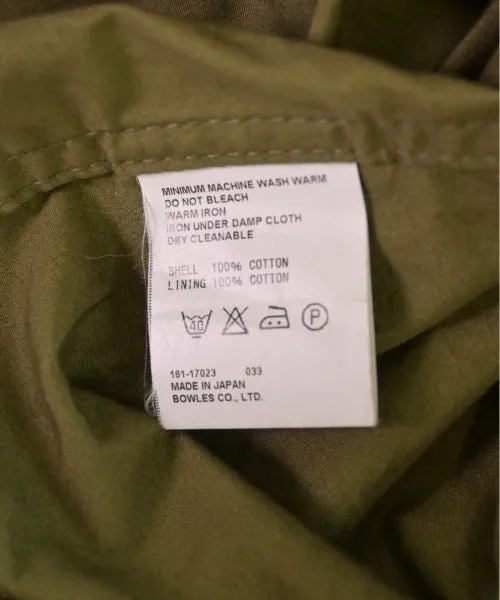 MINIMUM MACHINE WASH WARM
DO NOT BLEACH
WARM IRON
IRON UNDER DAMP CLOTH
DRY CLEANABLE
SHELL 100% COTTON
LINING 100% COTTON
40 P
161-17023 033
MADE IN JAPAN
BOWLES CO., LTD.